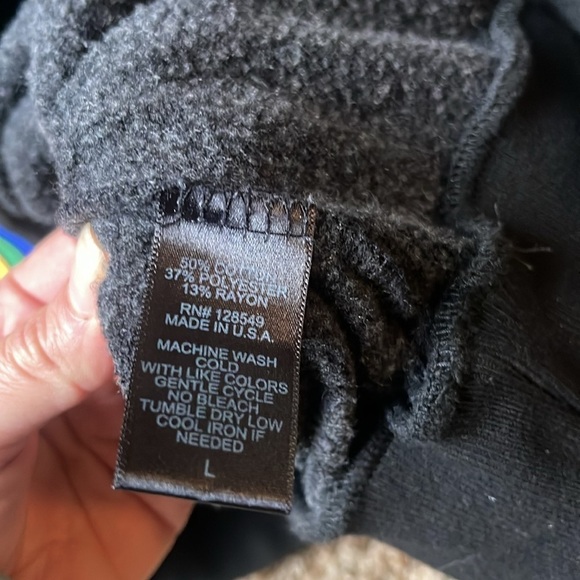 50% COTTON
37% POLYESTER
13% RAYON
RN# 128549
MADE IN U.S.A.
MACHINE WASH
COLD
WITH LIKE COLORS
GENTLE CYCLE
NO BLEACH
TUMBLE DRY LOW
COOL IRON IF
NEEDED
L